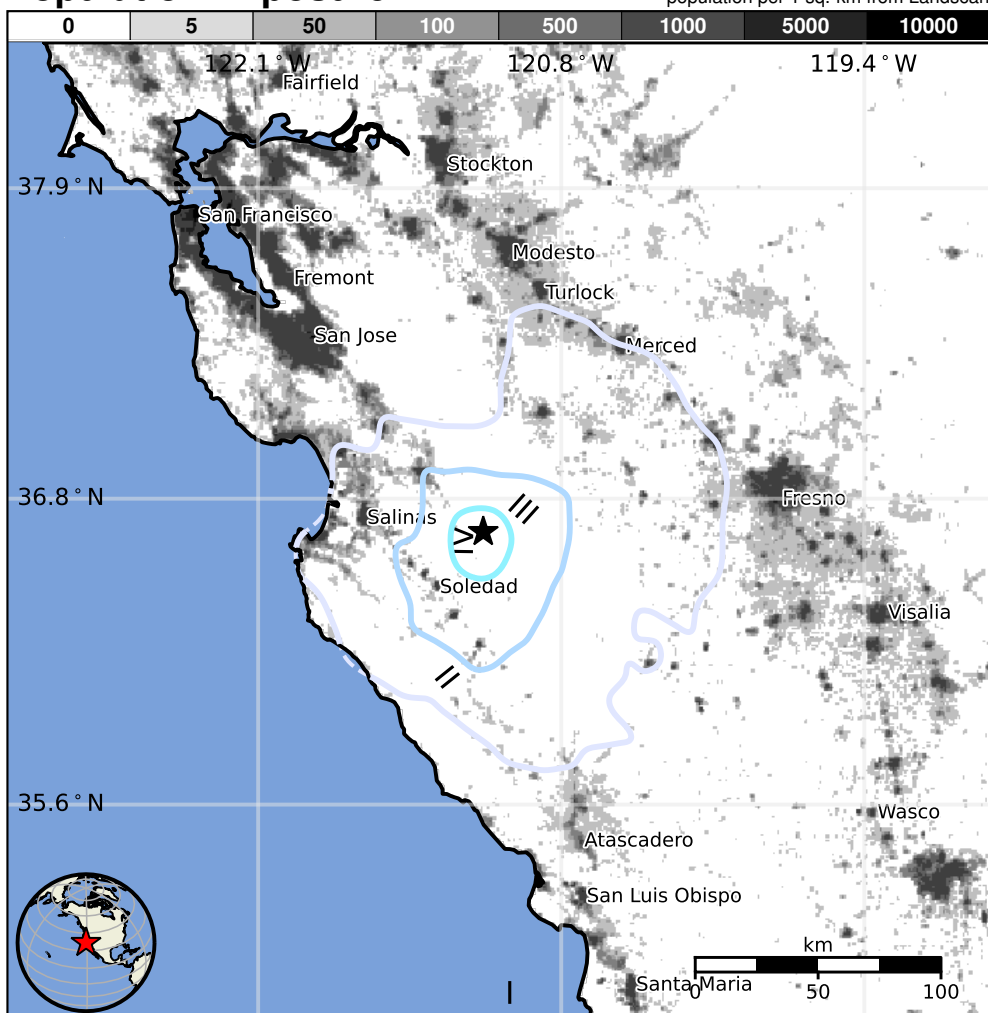 population per 1 sq. km from Landscan
0 5 50 100 500 1000 5000 10000
122.1°W 120.8°W 119.4°W
Fairfield
Stockton
37.9°N
San Francisco
Modesto
Fremont
Turlock
San Jose
Merced
36.8°N
Fresno
Salinas
III
IV
Soledad
Visalia
II
35.6°N
Wasco
Atascadero
San Luis Obispo
km
Santa Maria
0 50 100
I